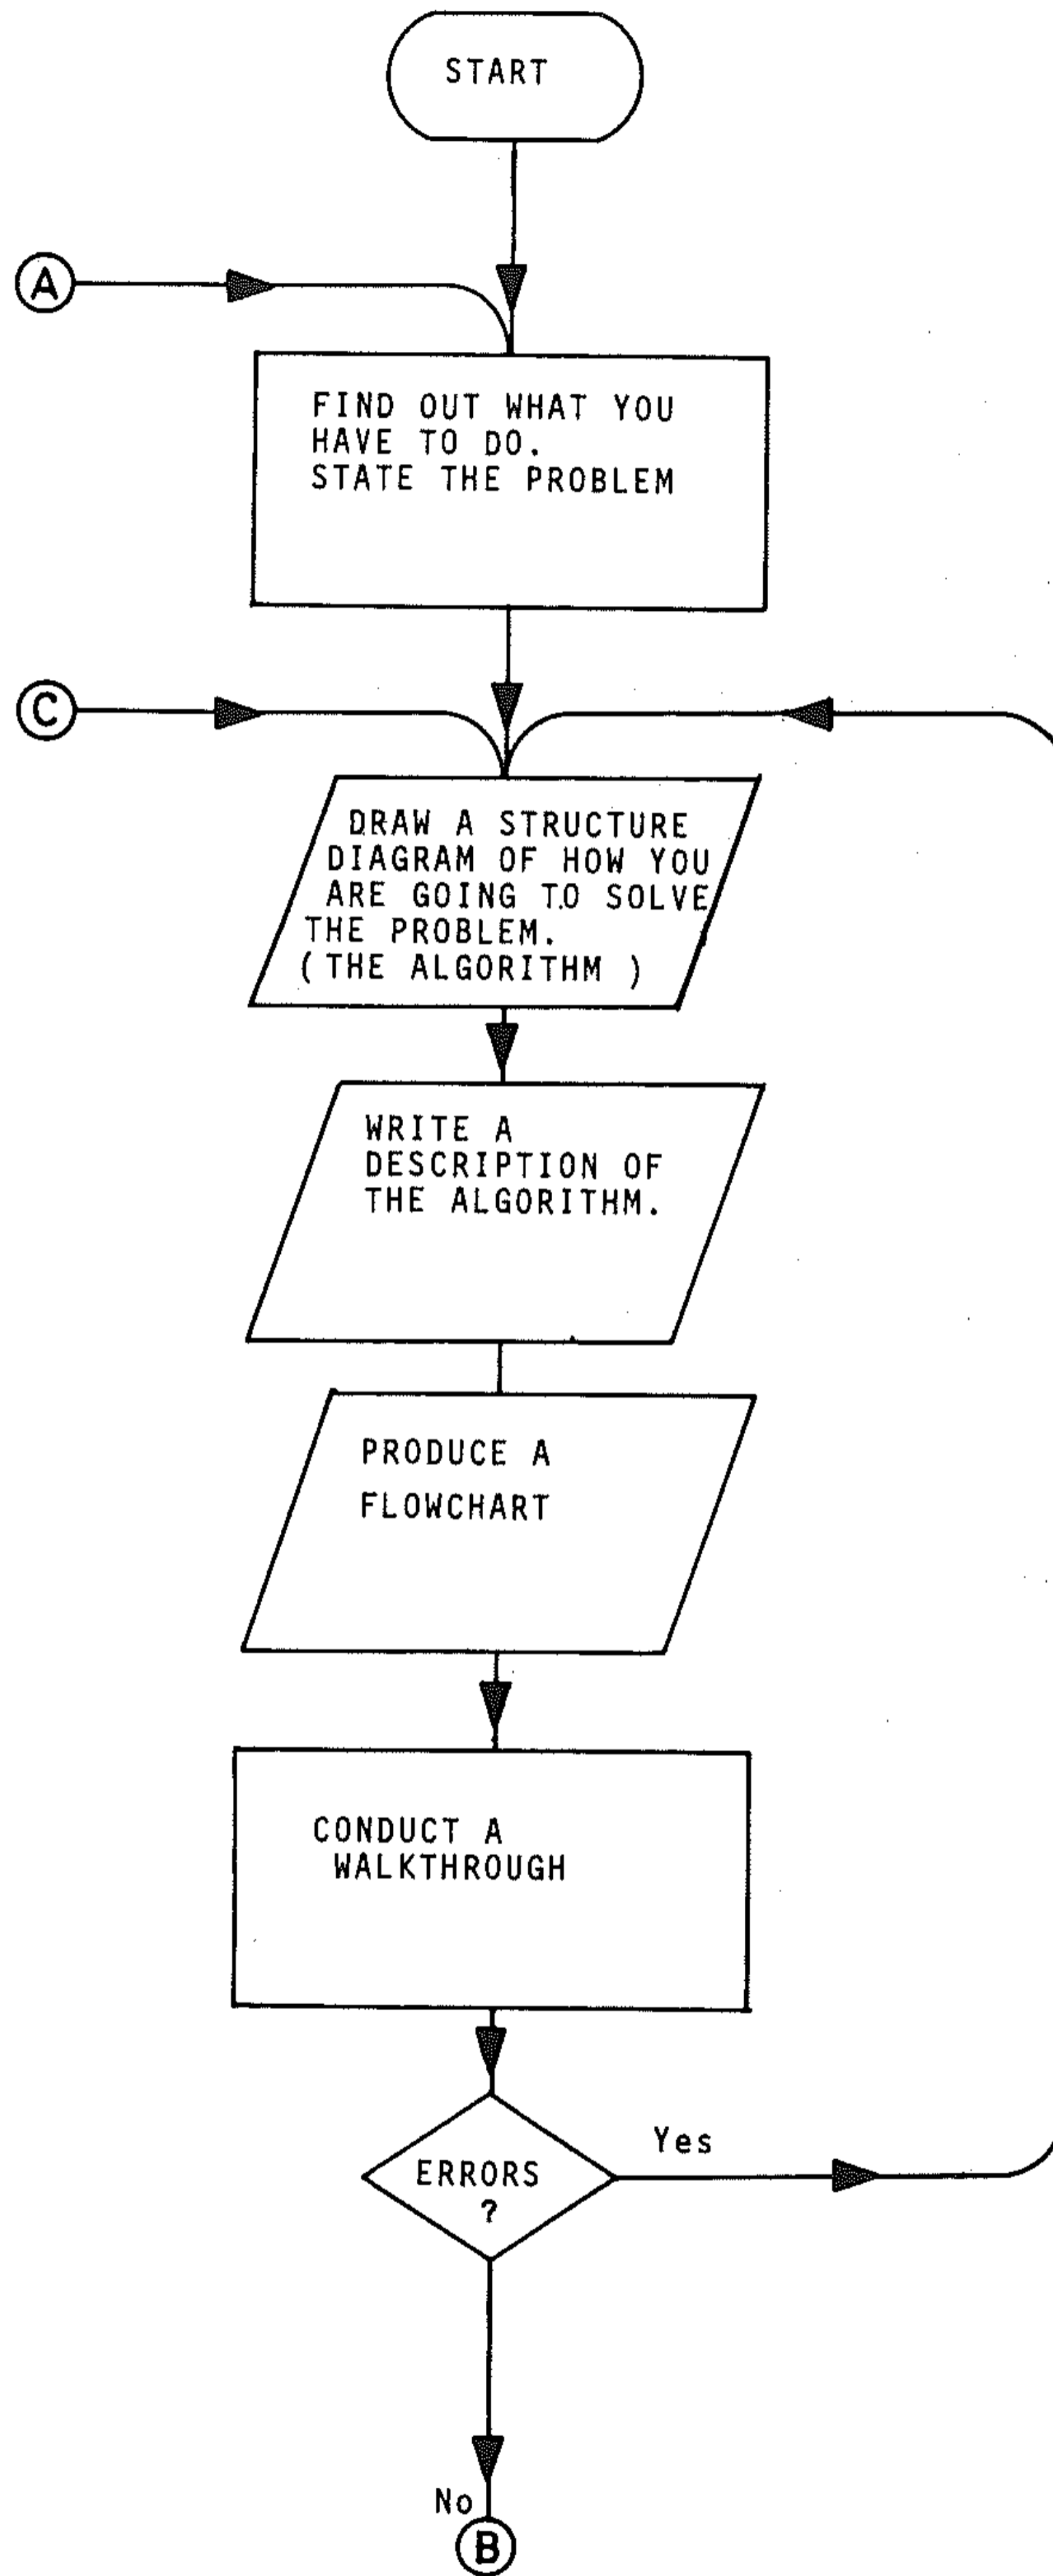 START
A
FIND OUT WHAT YOU
HAVE TO DO.
STATE THE PROBLEM
C
DRAW A STRUCTURE
DIAGRAM OF HOW YOU
ARE GOING TO SOLVE
THE PROBLEM.
( THE ALGORITHM )
WRITE A
DESCRIPTION OF
THE ALGORITHM.
PRODUCE A
FLOWCHART
CONDUCT A
WALKTHROUGH
Yes
ERRORS
?
No
B